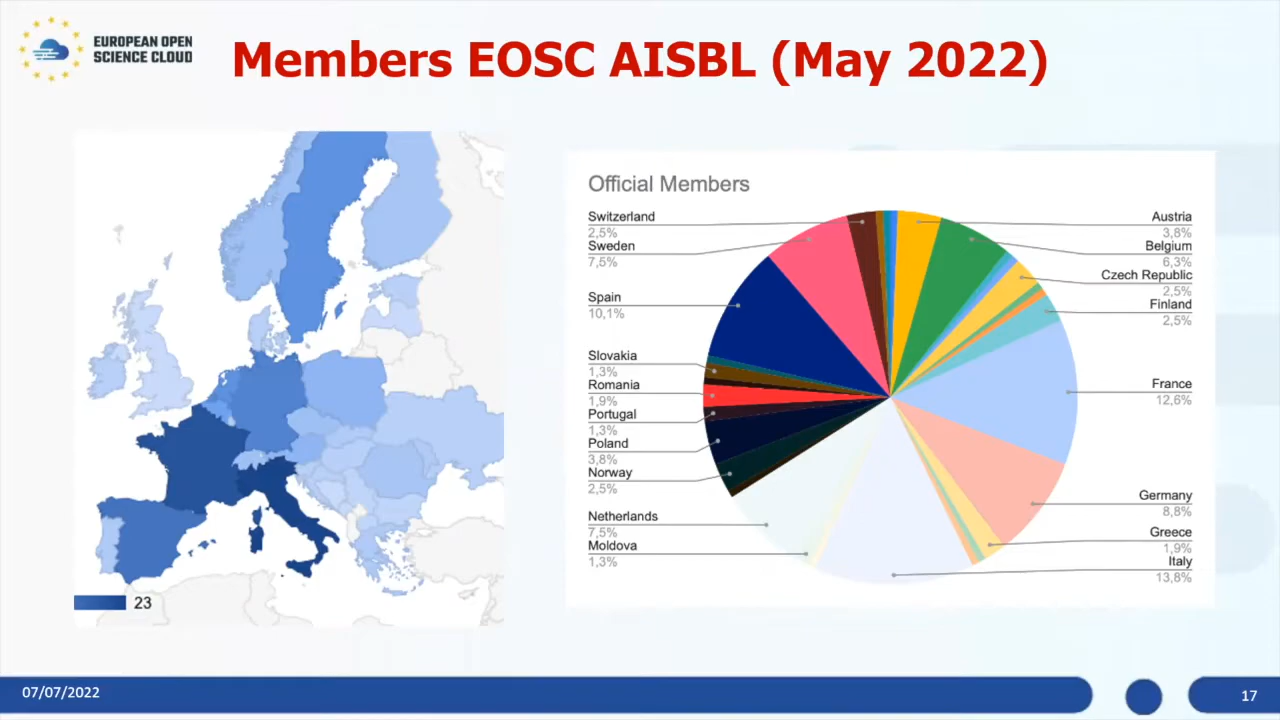 EUROPEAN OPEN
SCIENCE CLOUD
Members EOSC AISBL (May 2022)
23
Official Members
Switzerland
2,5%
Sweden
7,5%
Spain
10,1%
Slovakia
1,3%
Romania
1,9%
Portugal
1,3%
Poland
3,8%
Norway
2,5%
Netherlands
7,5%
Moldova
1,3%
Austria
3,8%
Belgium
6,3%
Czech Republic
2,5%
Finland
2,5%
France
12,6%
Germany
8,8%
Greece
1,9%
Italy
13,8%
07/07/2022
17